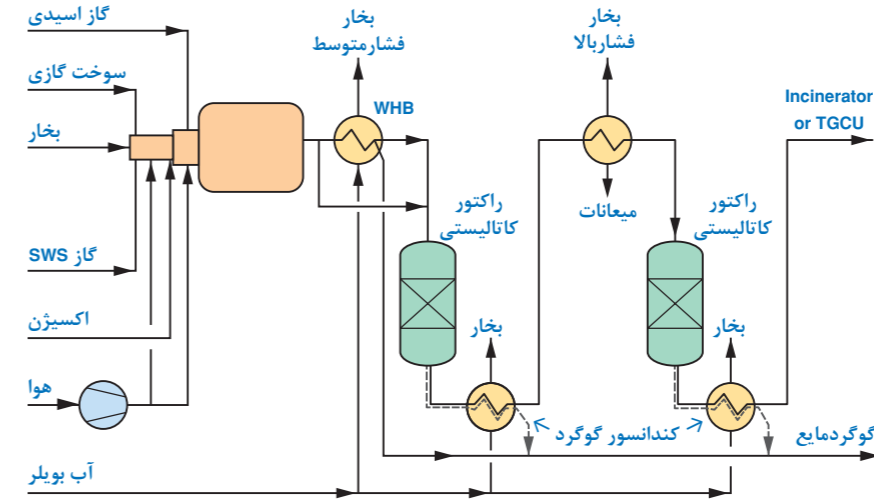 گاز اسیدی
سوخت گازی
بخار
گاز SWS
اکسیژن
هوا
آب بویلر
بخار
فشارمتوسط
WHB
بخار
فشاربالا
میعانات
Incinerator
or TGCU
راکتور
کاتالیستی
راکتور
کاتالیستی
بخار
بخار
کندانسور گوگرد
گوگردمایع